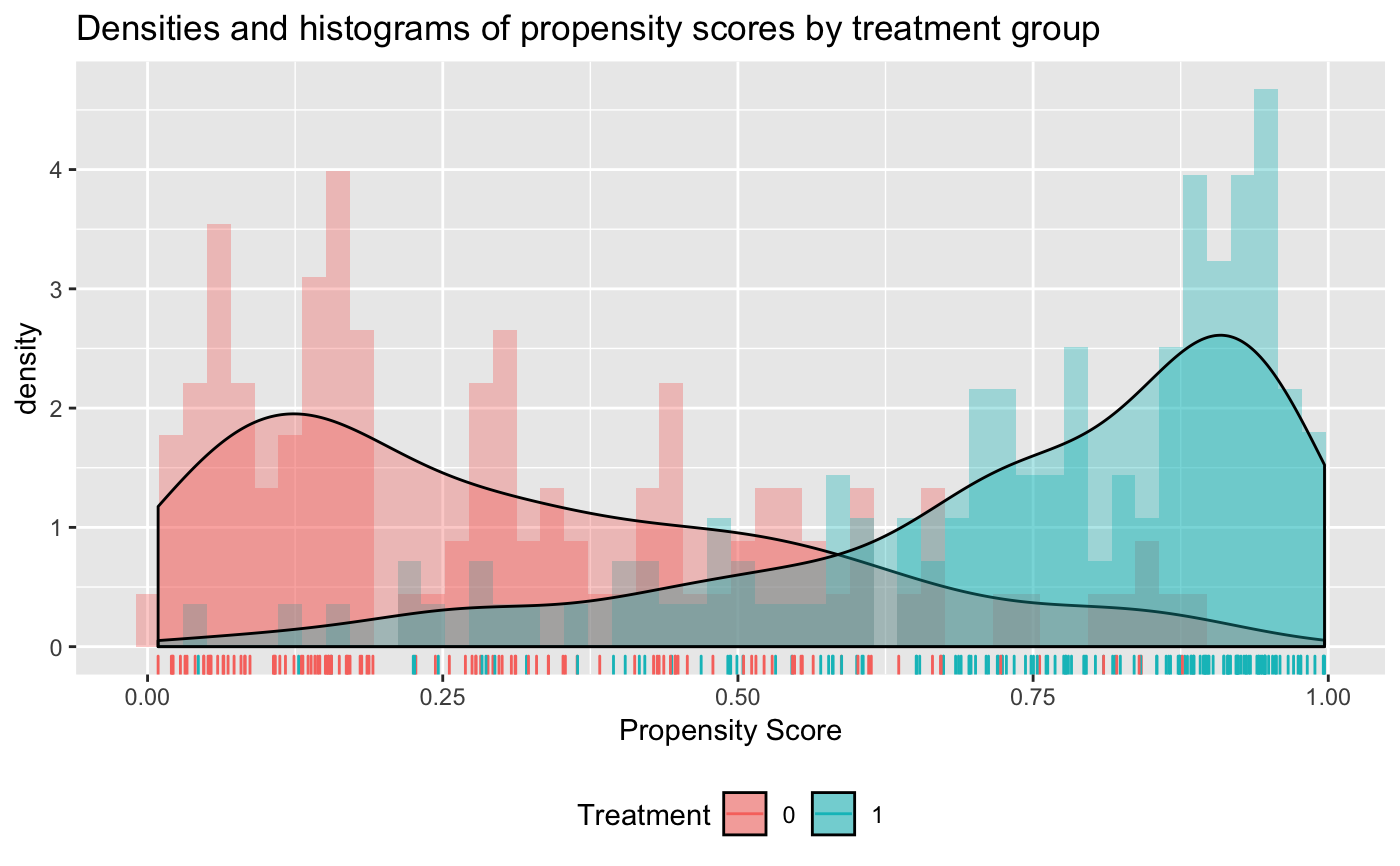 Densities and histograms of propensity scores by treatment group
density
4
3
2
1
0
0.00 0.25 0.50 0.75 1.00
Propensity Score
Treatment 0 1